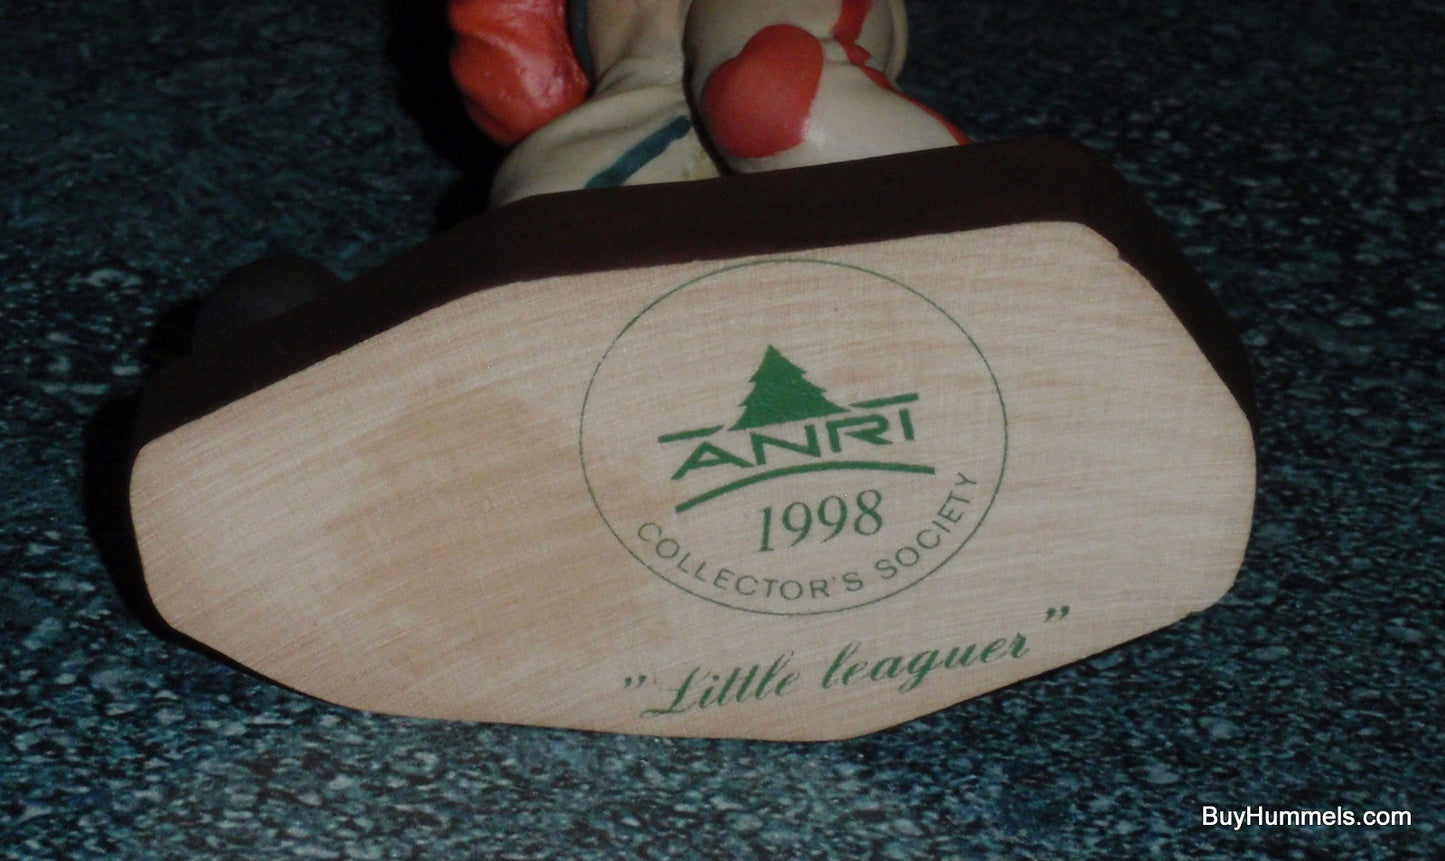 ANRI
1998
COLLECTOR'S SOCIETY
"Little leaguer"
BuyHummels.com